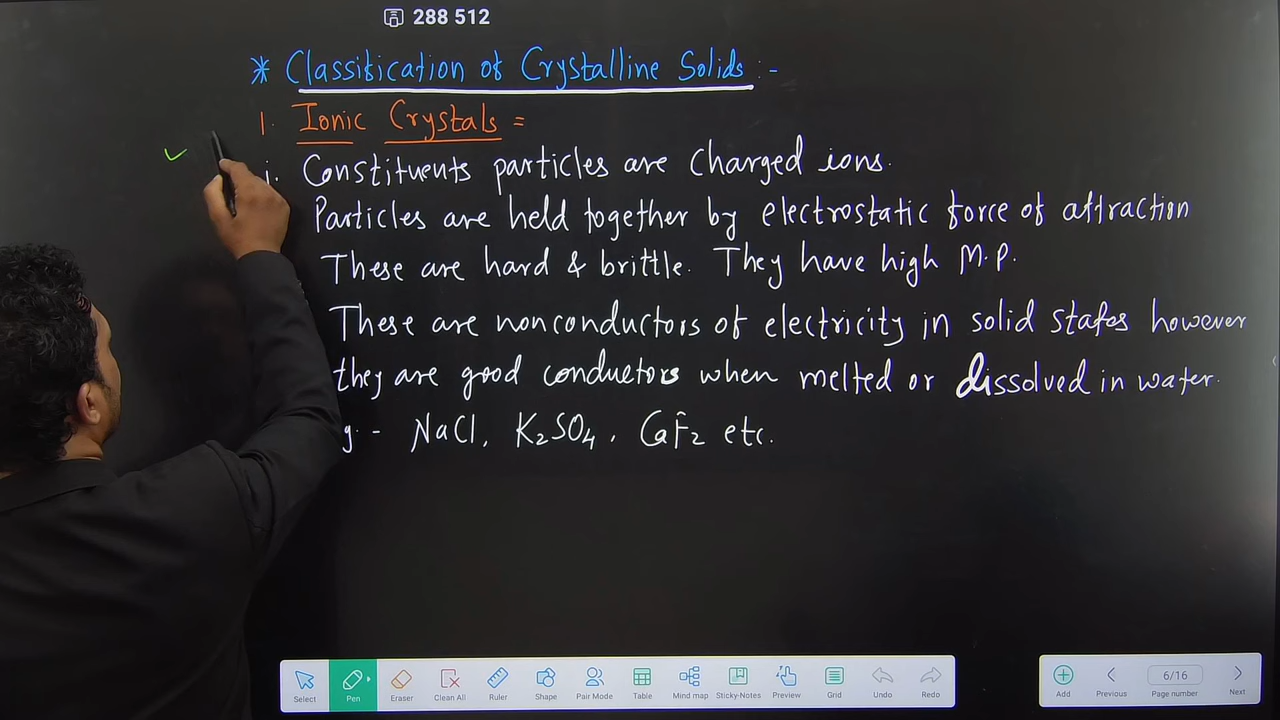 288 512
* Classification of Crystalline Solids :-
1. Ionic Crystals =
i. Constituents particles are charged ions.
Particles are held together by electrostatic force of attraction
These are hard & brittle. They have high M.P.
These are nonconductors of electricity in solid states however
they are good conductors when melted or dissolved in water.
g. - NaCl, K2SO4, CaF2 etc.
Select Pen Eraser Clean All Ruler Shape Pair Mode Table Mind map Sticky-Notes Preview Grid Undo Redo
Add Previous 6/16 Page number Next